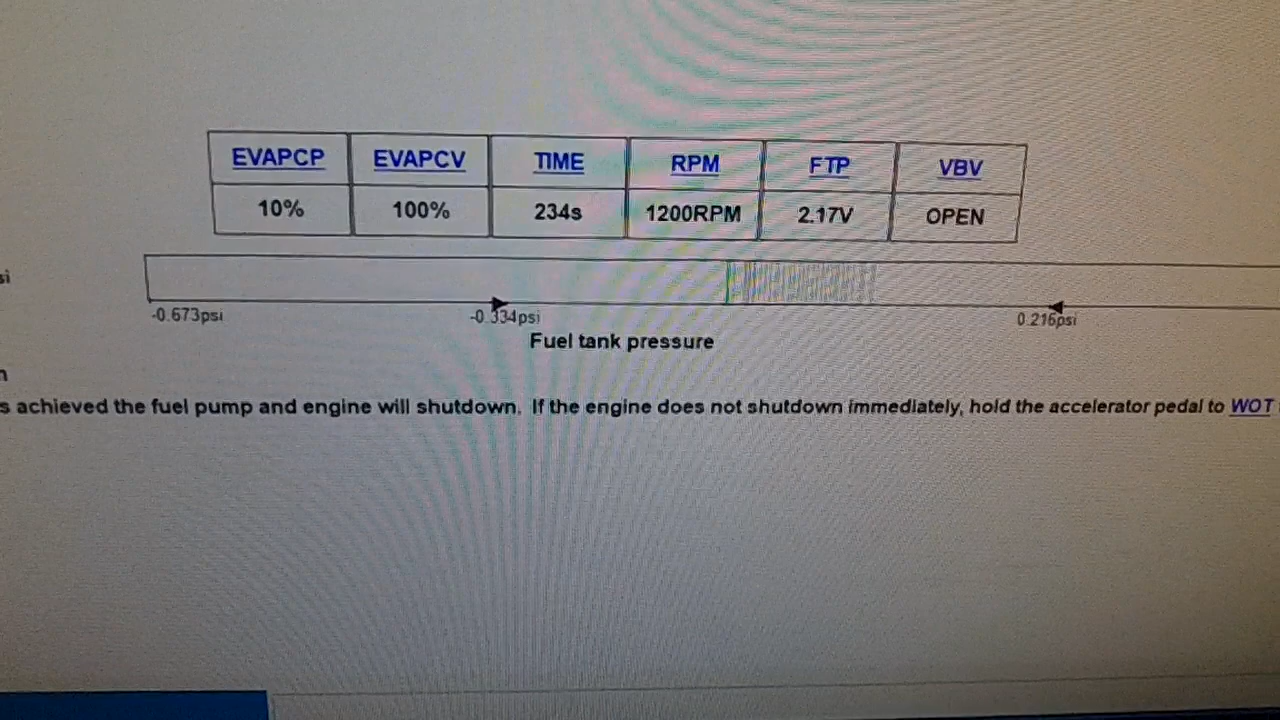 EVAPCP EVAPCV TIME RPM FTP VBV
10% 100% 234s 1200RPM 2.17V OPEN
si
-0.673psi -0.334psi 0.216psi
Fuel tank pressure
n
s achieved the fuel pump and engine will shutdown. If the engine does not shutdown immediately, hold the accelerator pedal to WOT